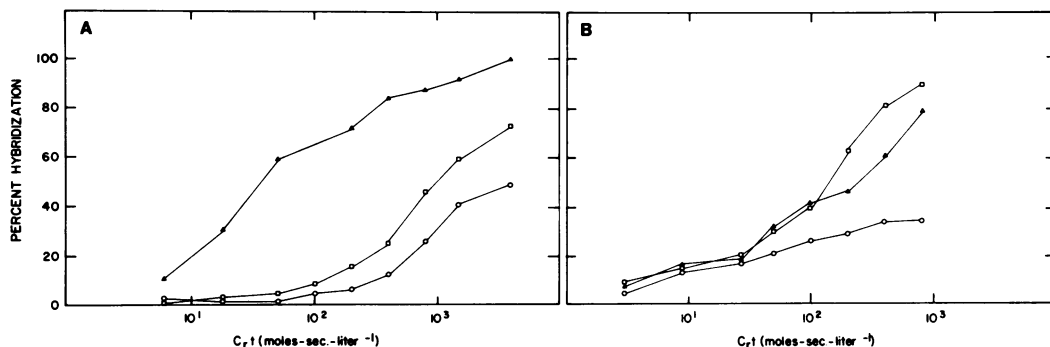 A
B
PERCENT HYBRIDIZATION
100
80
60
40
20
0
10¹ 10² 10³
10¹ 10² 10³
Cᵣt (moles-sec.-liter⁻¹)
Cᵣt (moles-sec.-liter⁻¹)